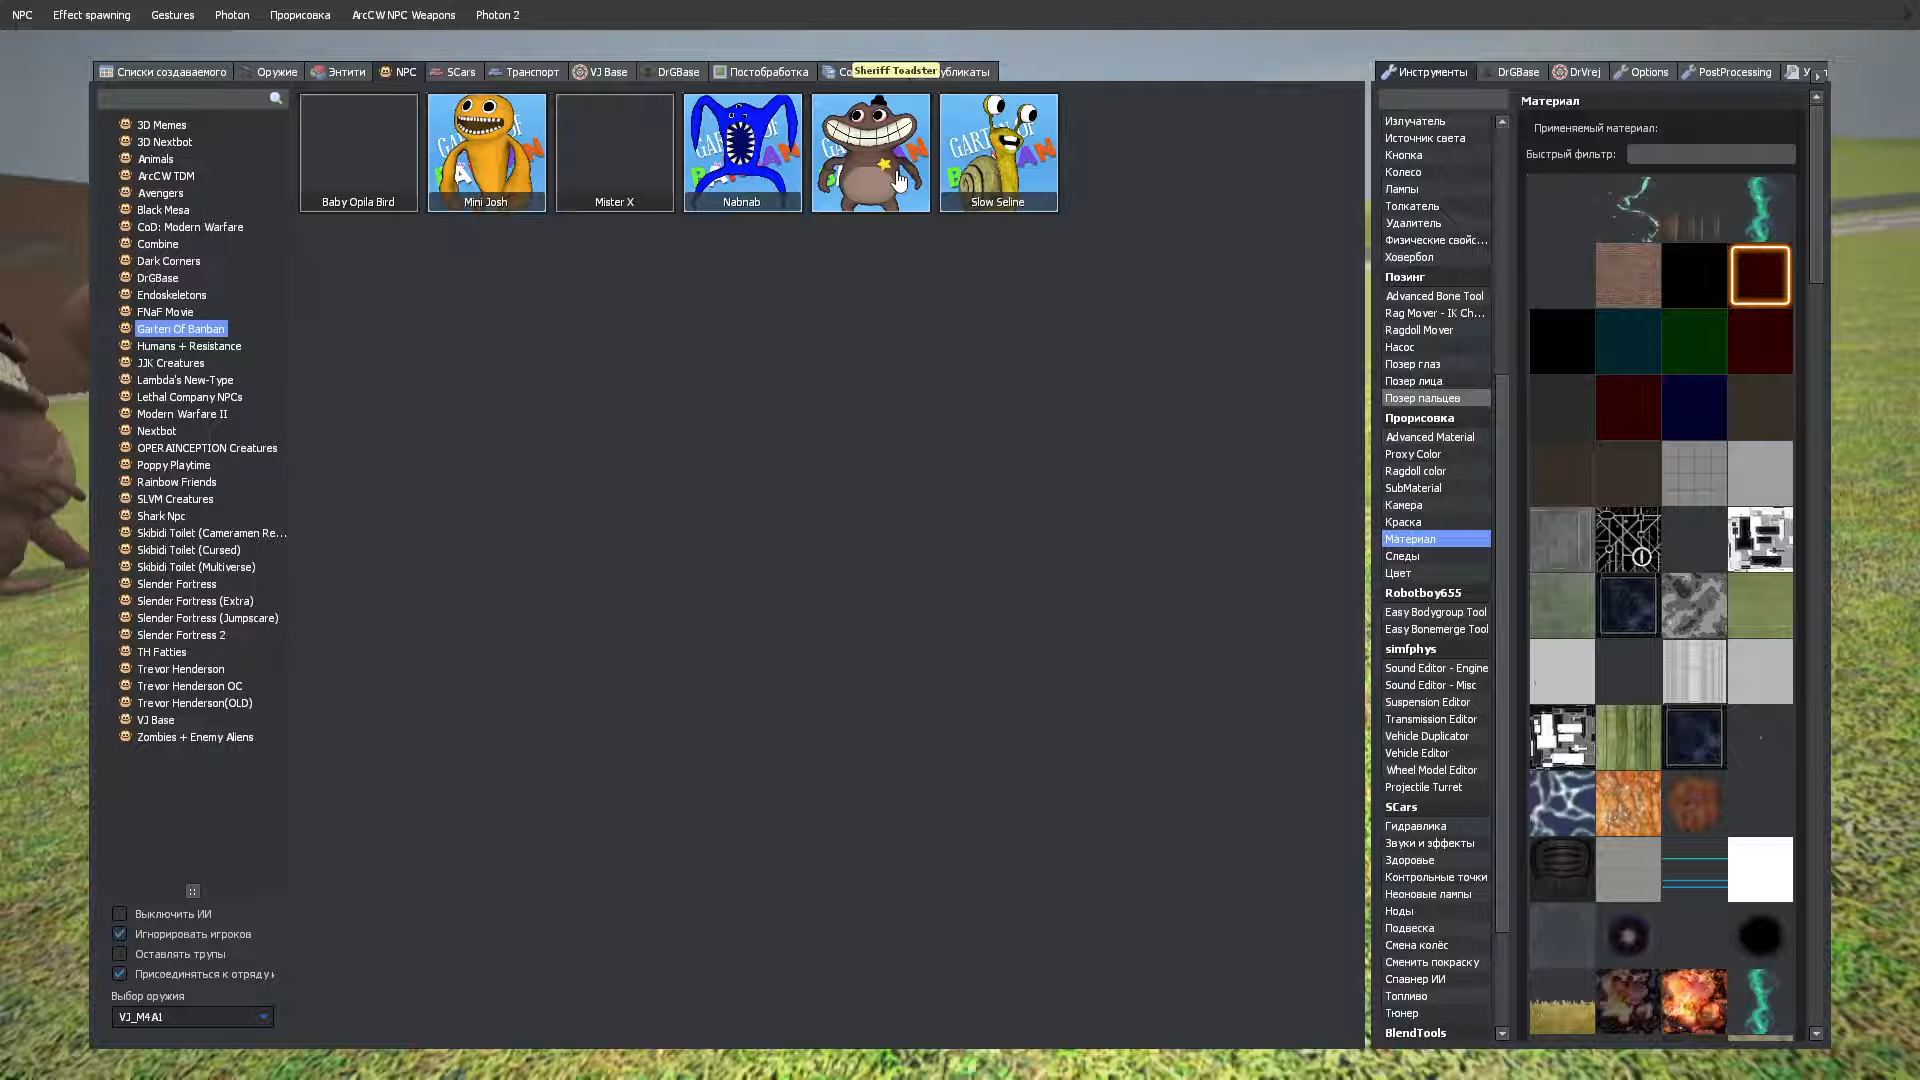 NPC
Effect spawning
Gestures
Photon
Прорисовка
ArcCW NPC Weapons
Photon 2
Списки создаваемого
Оружие
Энтити
NPC
SCars
Транспорт
VJ Base
DrGBase
Постобработка
Со
Sheriff Toadster
убликаты
3D Memes
3D Nextbot
Animals
ArcCW TDM
Avengers
Black Mesa
CoD: Modern Warfare
Combine
Dark Corners
DrGBase
Endoskeletons
FNaF Movie
Garten Of Banban
Humans + Resistance
JJK Creatures
Lambda's New-Type
Lethal Company NPCs
Modern Warfare II
Nextbot
OPERAINCEPTION Creatures
Poppy Playtime
Rainbow Friends
SLVM Creatures
Shark Npc
Skibidi Toilet (Cameramen Re...
Skibidi Toilet (Cursed)
Skibidi Toilet (Multiverse)
Slender Fortress
Slender Fortress (Extra)
Slender Fortress (Jumpscare)
Slender Fortress 2
TH Fatties
Trevor Henderson
Trevor Henderson OC
Trevor Henderson(OLD)
VJ Base
Zombies + Enemy Aliens
Выключить ИИ
Игнорировать игроков
Оставлять трупы
Присоединяться к отряду
Выбор оружия
VJ_M4A1
Baby Opila Bird
Mini Josh
Mister X
Nabnab
Slow Seline
Инструменты
DrGBase
DrVrej
Options
PostProcessing
Излучатель
Источник света
Кнопка
Колесо
Лампы
Толкатель
Удалитель
Физические свойс...
Ховербол
Позинг
Advanced Bone Tool
Rag Mover - IK Ch...
Ragdoll Mover
Насос
Позер глаз
Позер лица
Позер пальцев
Прорисовка
Advanced Material
Proxy Color
Ragdoll color
SubMaterial
Камера
Краска
Материал
Следы
Цвет
Robotboy655
Easy Bodygroup Tool
Easy Bonemerge Tool
simfphys
Sound Editor - Engine
Sound Editor - Misc
Suspension Editor
Transmission Editor
Vehicle Duplicator
Vehicle Editor
Wheel Model Editor
Projectile Turret
SCars
Гидравлика
Звуки и эффекты
Здоровье
Контрольные точки
Неоновые лампы
Ноды
Подвеска
Смена колёс
Сменить покраску
Спавнер ИИ
Топливо
Тюнер
BlendTools
Материал
Применяемый материал:
Быстрый фильтр: